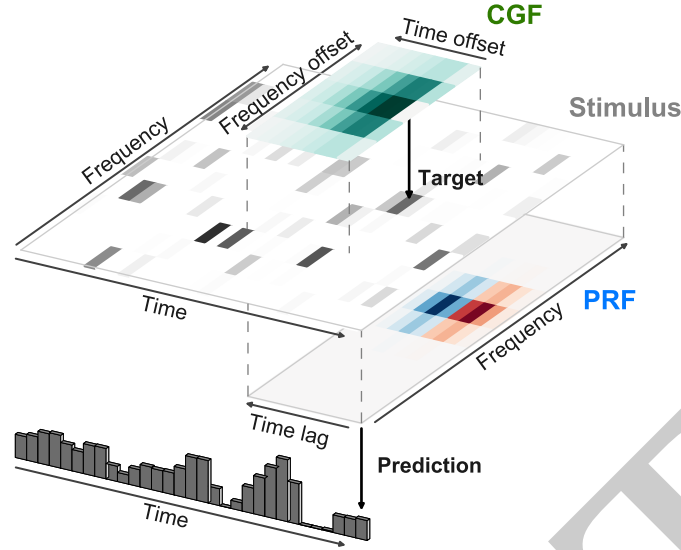 CGF
Time offset
Frequency offset
Stimulus
Frequency
Target
Time
PRF
Frequency
Time lag
Prediction
Time
T